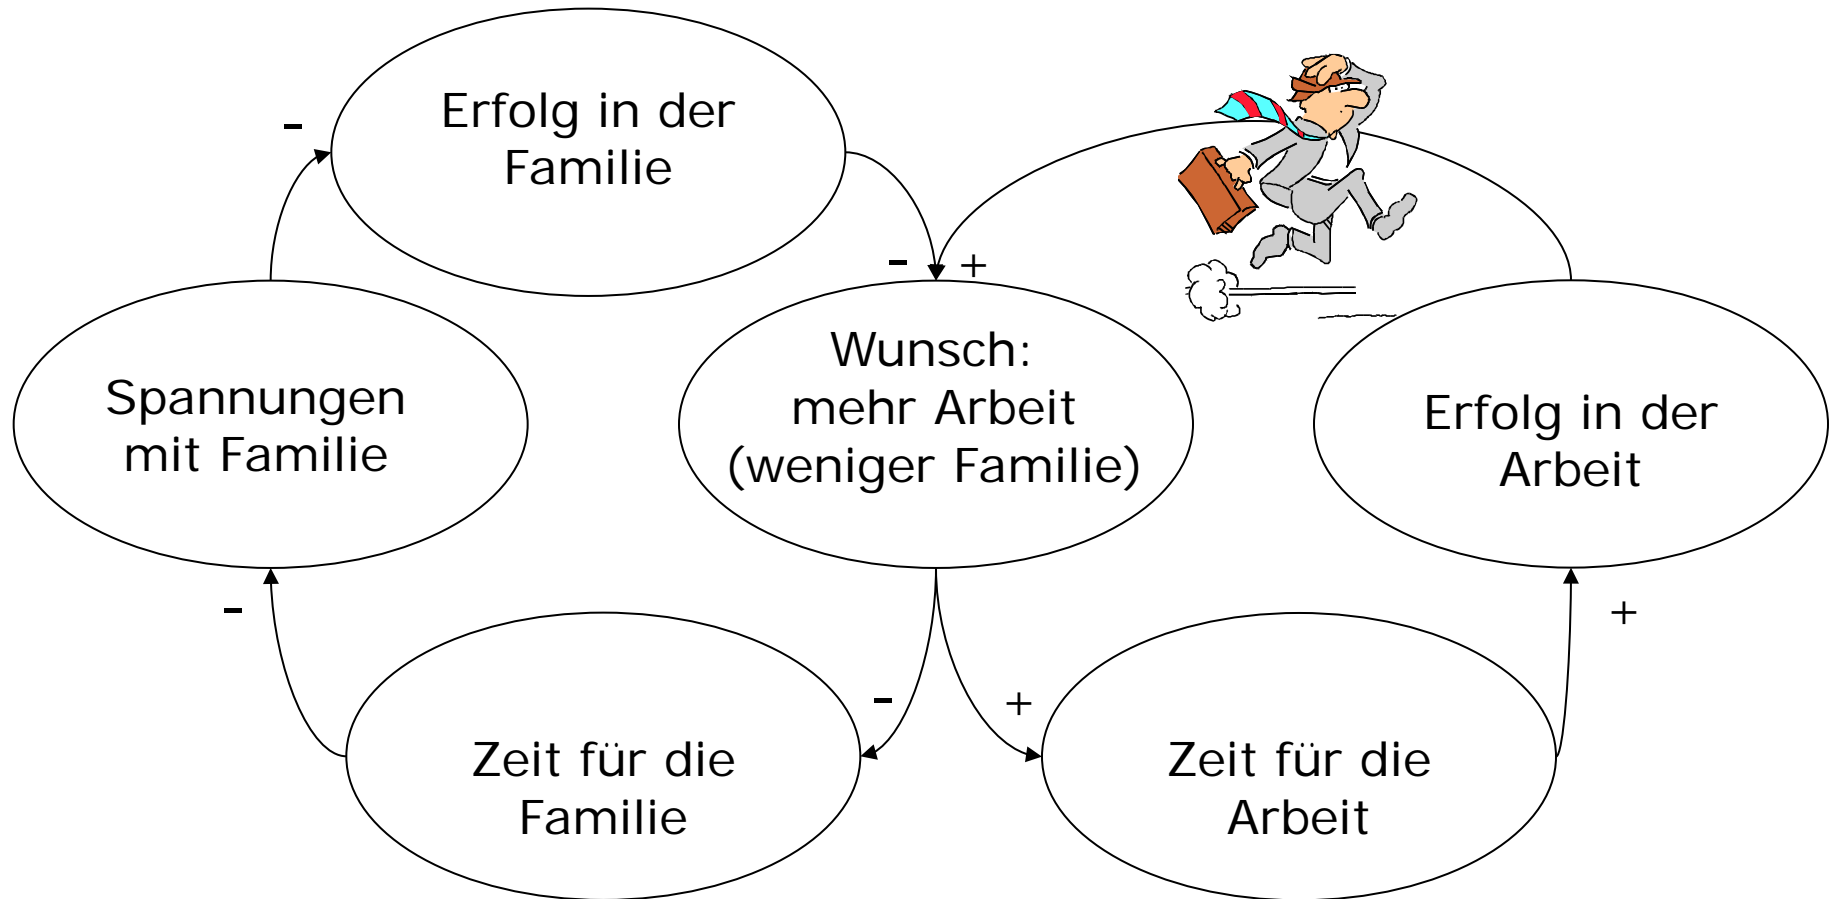 Erfolg in der
Familie
-
-
+
Wunsch:
mehr Arbeit
(weniger Familie)
Spannungen
mit Familie
Erfolg in der
Arbeit
-
+
-
+
Zeit für die
Familie
Zeit für die
Arbeit